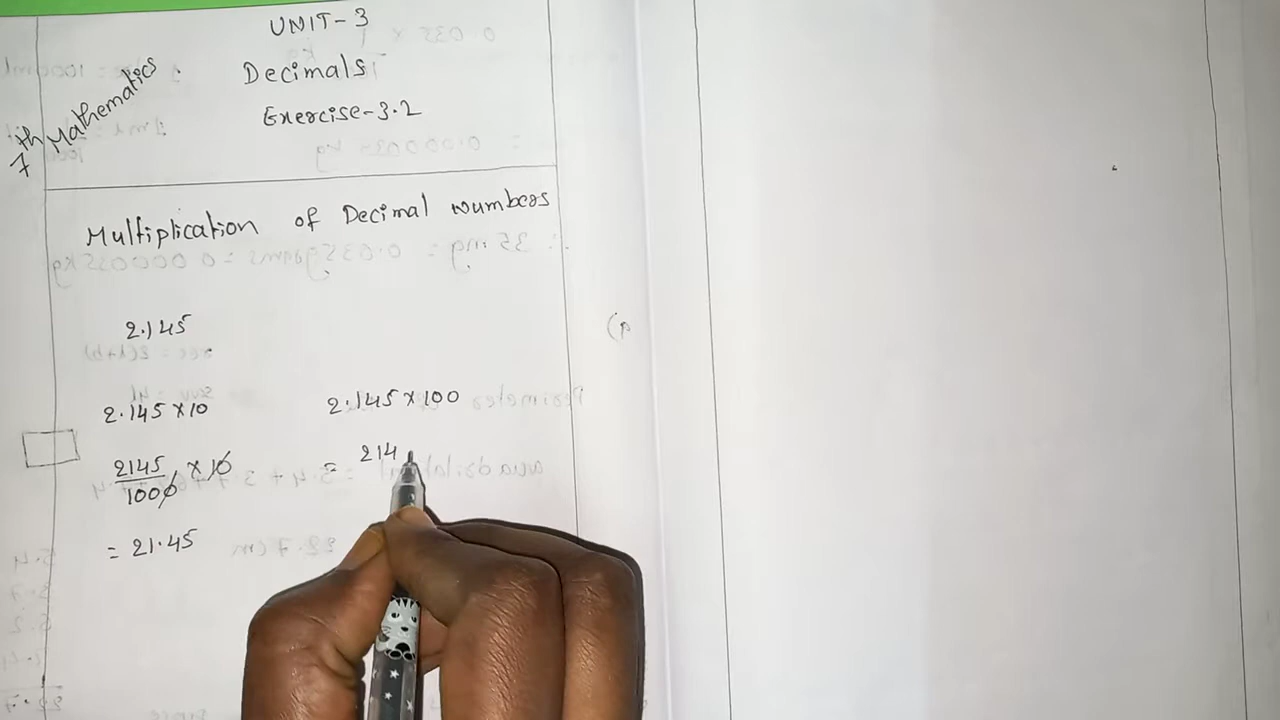 UNIT-3
7th Mathematics
Decimals
Exercise-3.2
Multiplication of Decimal Numbers
2.145
2.145 × 10
2.145 × 100
2145/1000 × 10
= 214
= 21.45